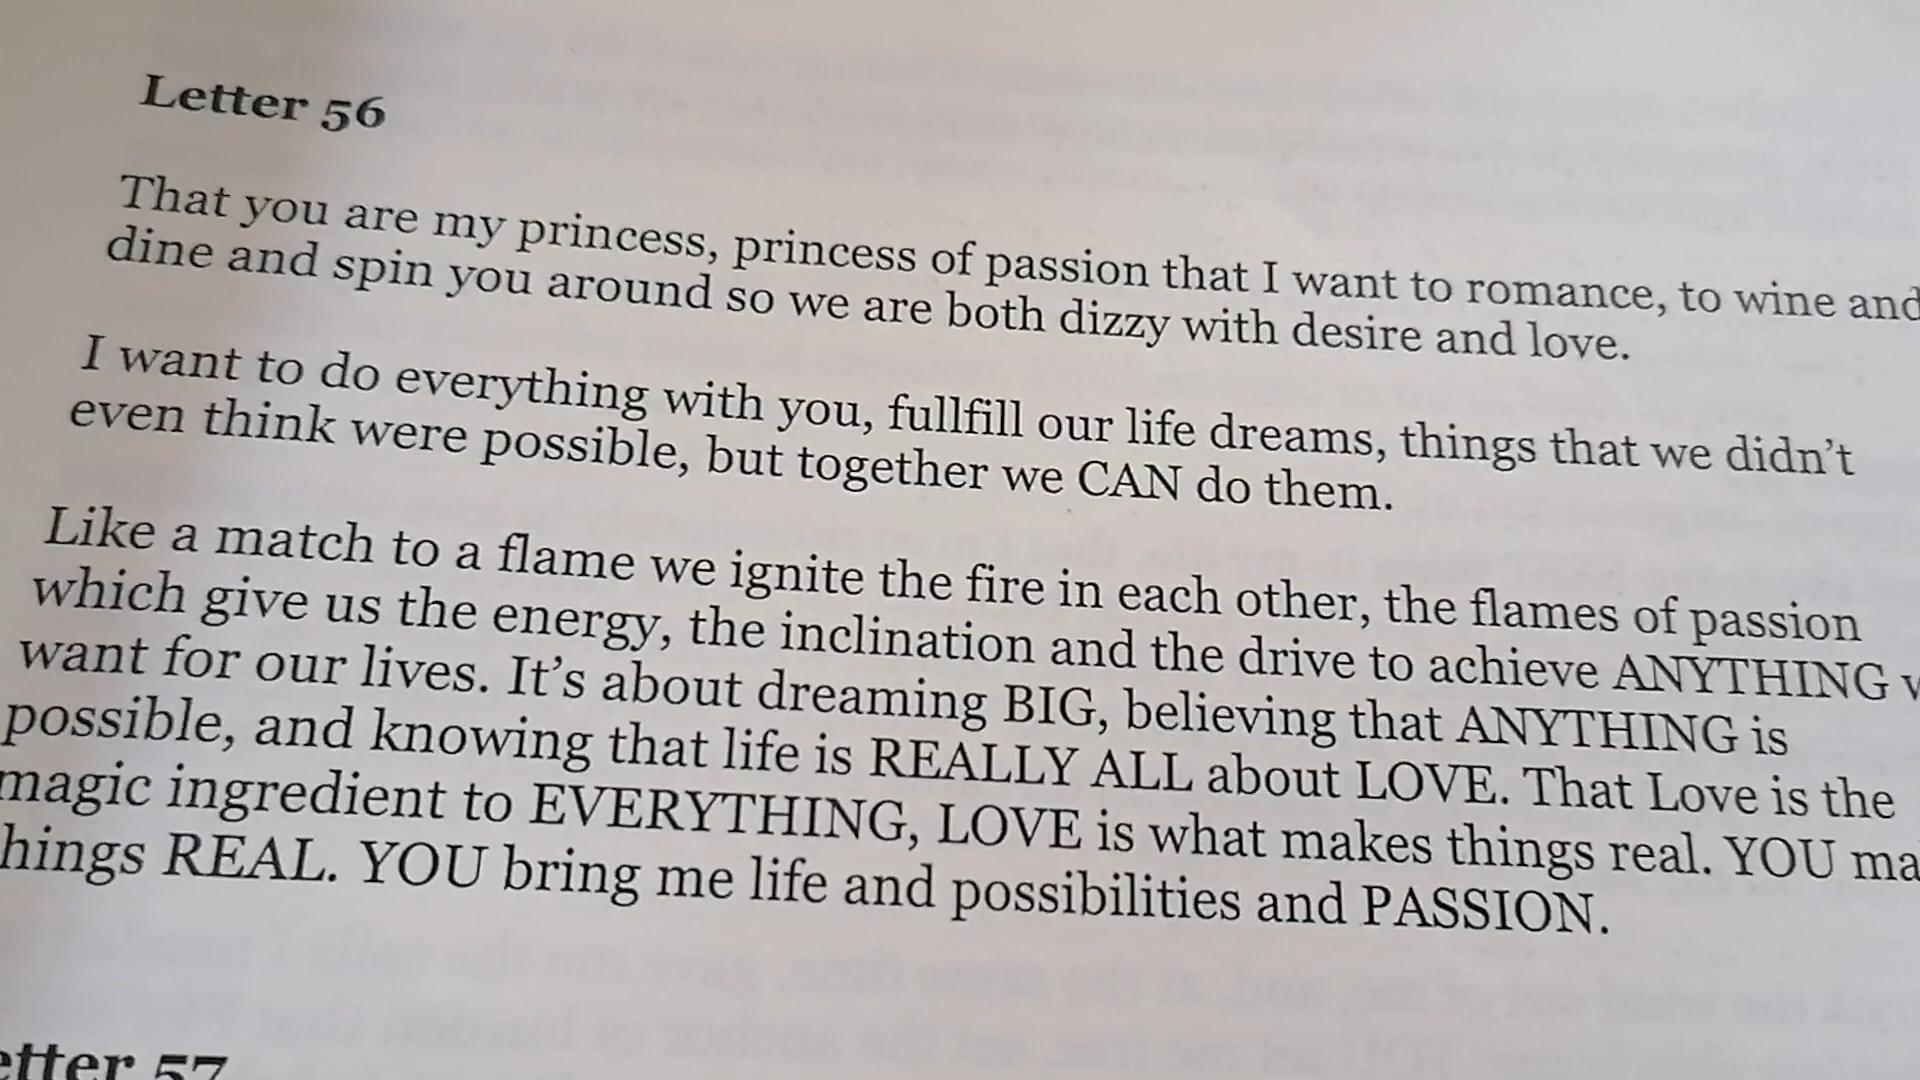 Letter 56
That you are my princess, princess of passion that I want to romance, to wine and
dine and spin you around so we are both dizzy with desire and love.
I want to do everything with you, fullfill our life dreams, things that we didn't
even think were possible, but together we CAN do them.
Like a match to a flame we ignite the fire in each other, the flames of passion
which give us the energy, the inclination and the drive to achieve ANYTHING
want for our lives. It's about dreaming BIG, believing that ANYTHING is
possible, and knowing that life is REALLY ALL about LOVE. That Love is the
magic ingredient to EVERYTHING, LOVE is what makes things real. YOU ma
hings REAL. YOU bring me life and possibilities and PASSION.
etter 57